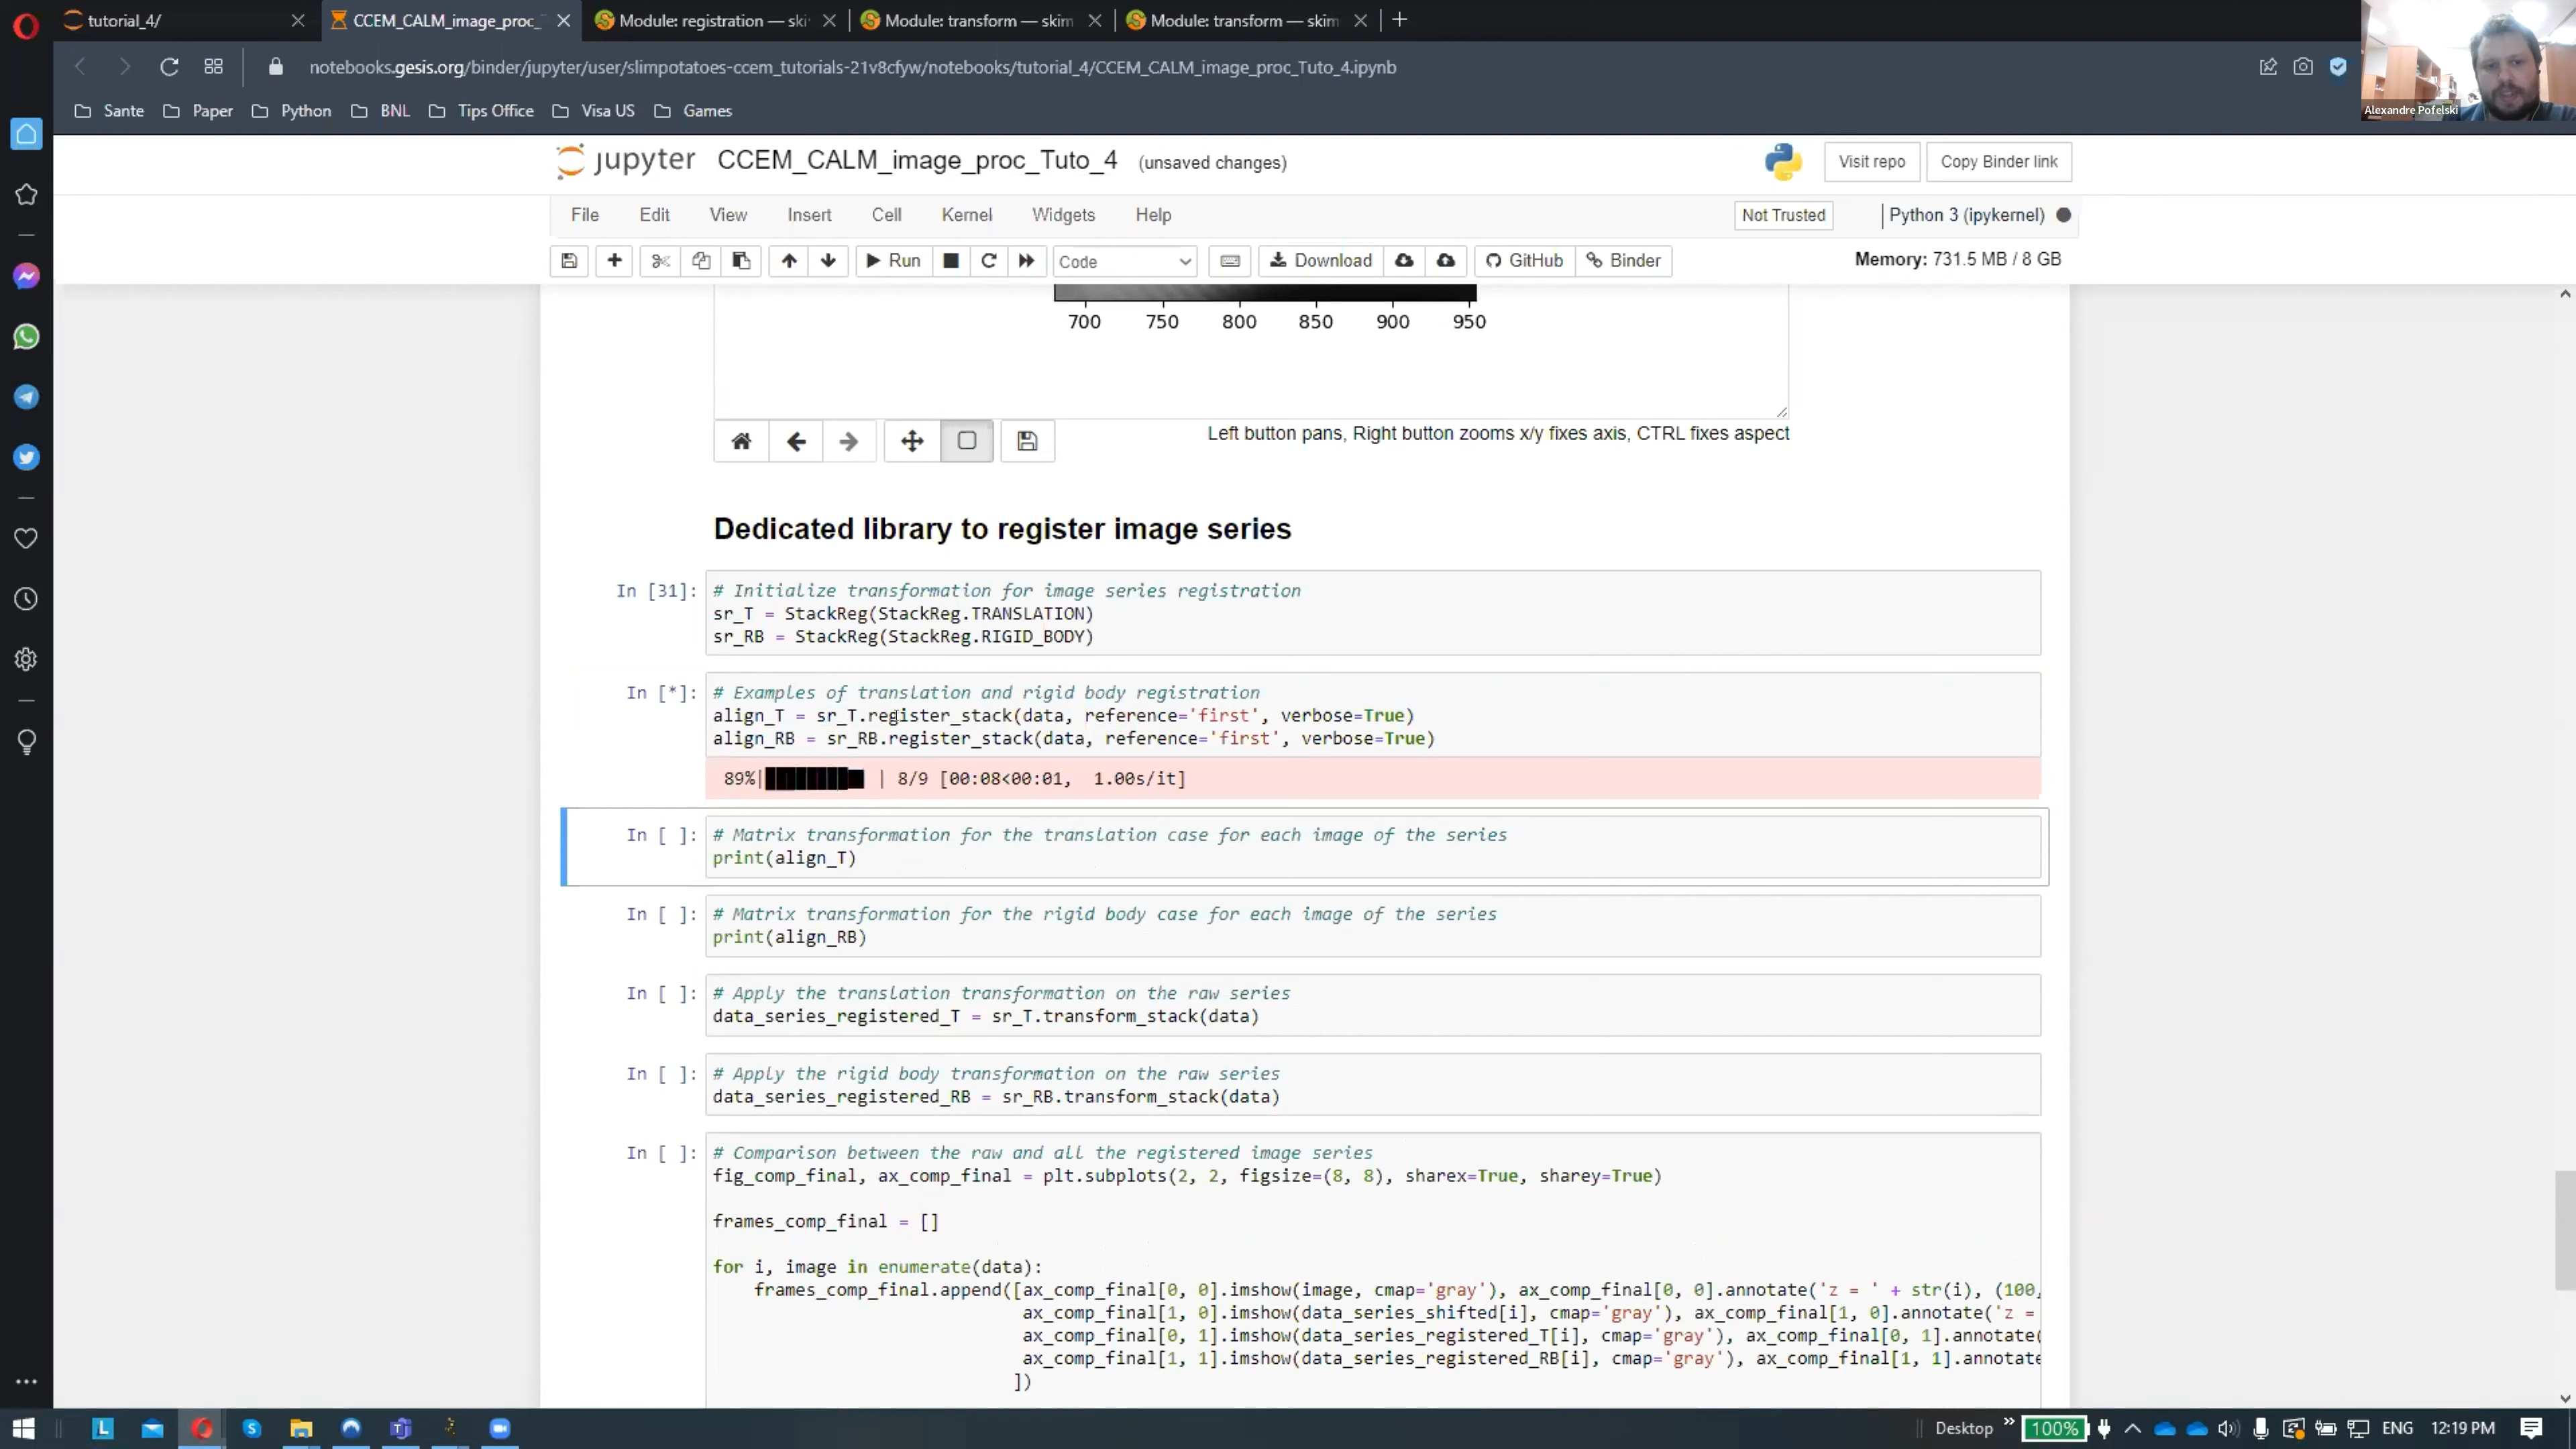 tutorial_4/
CCEM_CALM_image_proc_
Module: registration — ski
Module: transform — skim
Module: transform — skim
notebooks.gesis.org/binder/jupyter/user/slimpotatoes-ccem_tutorials-21v8cfyw/notebooks/tutorial_4/CCEM_CALM_image_proc_Tuto_4.ipynb
Alexandre Pofelski
Sante
Paper
Python
BNL
Tips Office
Visa US
Games
jupyter CCEM_CALM_image_proc_Tuto_4 (unsaved changes)
Visit repo
Copy Binder link
File Edit View Insert Cell Kernel Widgets Help
Not Trusted
Python 3 (ipykernel)
Run
Code
Download
GitHub
Binder
Memory: 731.5 MB / 8 GB
700 750 800 850 900 950
Left button pans, Right button zooms x/y fixes axis, CTRL fixes aspect
Dedicated library to register image series
In [31]:
# Initialize transformation for image series registration
sr_T = StackReg(StackReg.TRANSLATION)
sr_RB = StackReg(StackReg.RIGID_BODY)
In [*]:
# Examples of translation and rigid body registration
align_T = sr_T.register_stack(data, reference='first', verbose=True)
align_RB = sr_RB.register_stack(data, reference='first', verbose=True)
89%| | 8/9 [00:08<00:01, 1.00s/it]
In [ ]:
# Matrix transformation for the translation case for each image of the series
print(align_T)
In [ ]:
# Matrix transformation for the rigid body case for each image of the series
print(align_RB)
In [ ]:
# Apply the translation transformation on the raw series
data_series_registered_T = sr_T.transform_stack(data)
In [ ]:
# Apply the rigid body transformation on the raw series
data_series_registered_RB = sr_RB.transform_stack(data)
In [ ]:
# Comparison between the raw and all the registered image series
fig_comp_final, ax_comp_final = plt.subplots(2, 2, figsize=(8, 8), sharex=True, sharey=True)
frames_comp_final = []
for i, image in enumerate(data):
frames_comp_final.append([ax_comp_final[0, 0].imshow(image, cmap='gray'), ax_comp_final[0, 0].annotate('z = ' + str(i), (100,
ax_comp_final[1, 0].imshow(data_series_shifted[i], cmap='gray'), ax_comp_final[1, 0].annotate('z =
ax_comp_final[0, 1].imshow(data_series_registered_T[i], cmap='gray'), ax_comp_final[0, 1].annotate(
ax_comp_final[1, 1].imshow(data_series_registered_RB[i], cmap='gray'), ax_comp_final[1, 1].annotate
])
Desktop
100%
ENG
12:19 PM